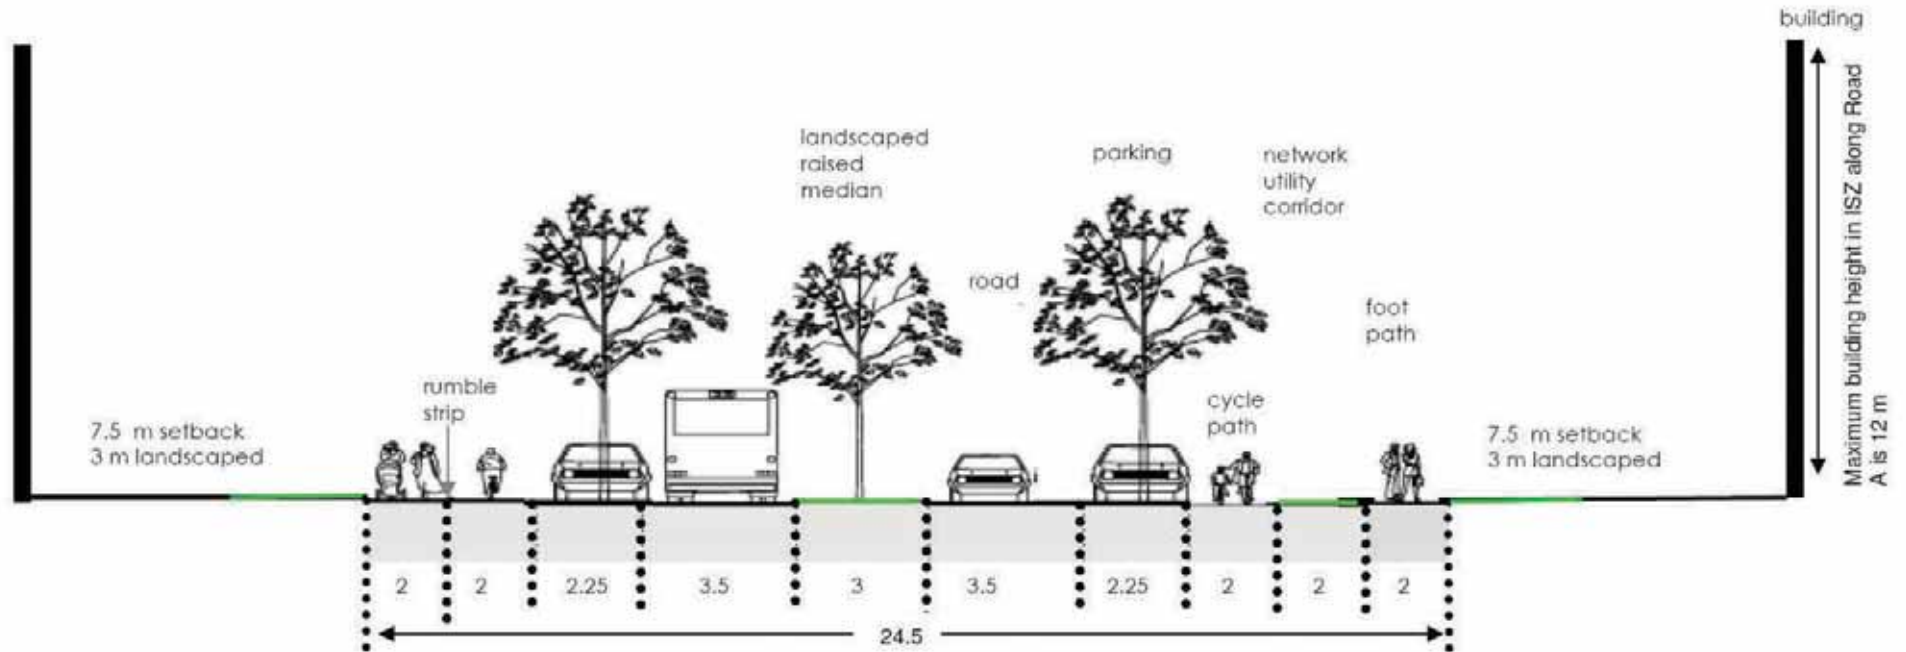 building
Maximum building height in ISZ along Road
A is 12 m
landscaped
raised
median
parking
network
utility
corridor
road
foot
path
rumble
strip
cycle
path
7.5 m setback
3 m landscaped
7.5 m setback
3 m landscaped
2 2 2.25 3.5 3 3.5 2.25 2 2 2
24.5